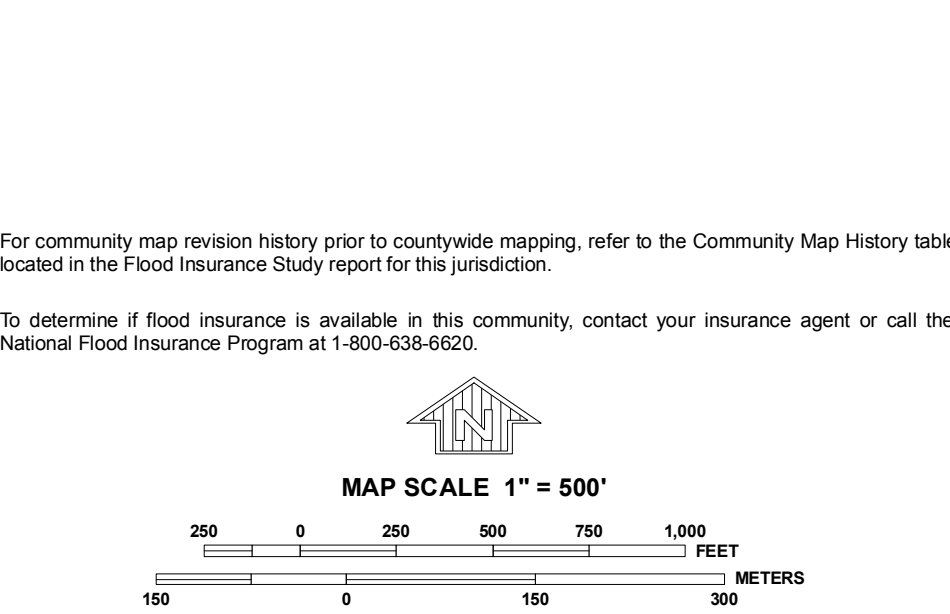 For community map revision history prior to countywide mapping, refer to the Community Map History table
located in the Flood Insurance Study report for this jurisdiction.
To determine if flood insurance is available in this community, contact your insurance agent or call the
National Flood Insurance Program at 1-800-638-6620.
N
MAP SCALE 1" = 500'
250 0 250 500 750 1,000
FEET
METERS
150 0 150 300